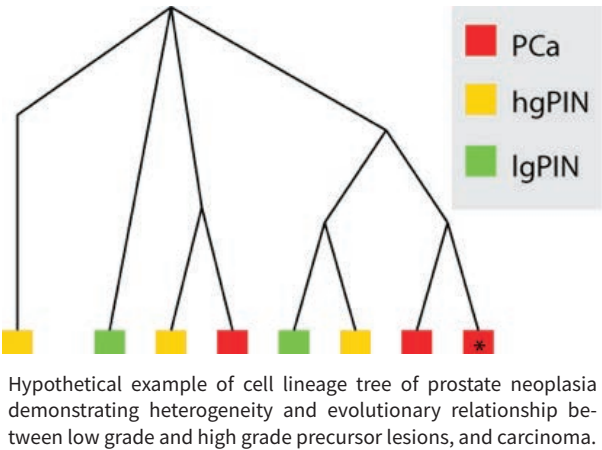 PCa
hgPIN
lgPIN
*
Hypothetical example of cell lineage tree of prostate neoplasia
demonstrating heterogeneity and evolutionary relationship be-
tween low grade and high grade precursor lesions, and carcinoma.